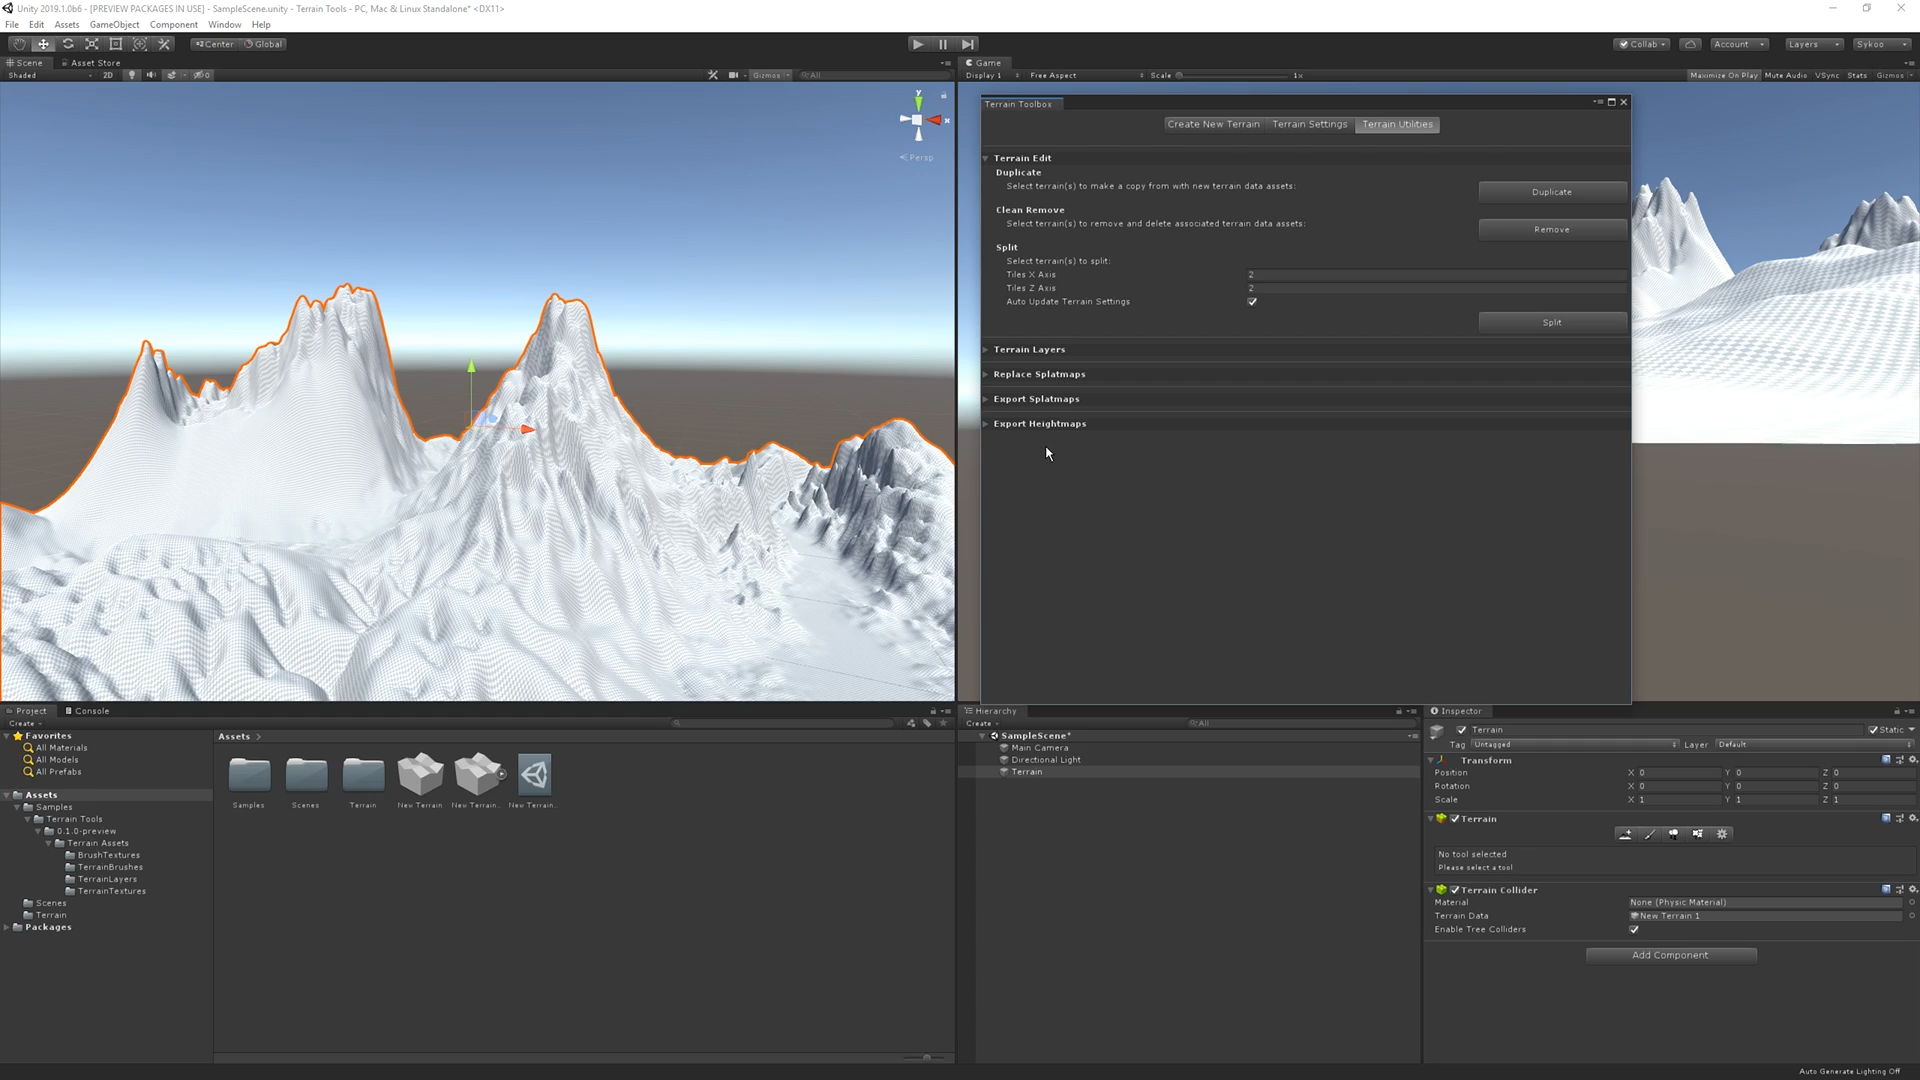 Unity 2019.1.0b6 - [PREVIEW PACKAGES IN USE] - SampleScene.unity - Terrain Tools - PC, Mac & Linux Standalone* <DX11>
File Edit Assets GameObject Component Window Help
Center Global
Collab Account Layers Sykoo
Scene Asset Store
Shaded 2D 0 Gizmos All
Game
Display 1 Free Aspect Scale 1x Maximize On Play Mute Audio VSync Stats Gizmos
y
x
Persp
Terrain Toolbox
Create New Terrain Terrain Settings Terrain Utilities
Terrain Edit
Duplicate
Select terrain(s) to make a copy from with new terrain data assets:
Duplicate
Clean Remove
Select terrain(s) to remove and delete associated terrain data assets:
Remove
Split
Select terrain(s) to split:
Tiles X Axis 2
Tiles Z Axis 2
Auto Update Terrain Settings
Split
Terrain Layers
Replace Splatmaps
Export Splatmaps
Export Heightmaps
Project Console
Create
Favorites
All Materials
All Models
All Prefabs
Assets
Samples
Terrain Tools
0.1.0-preview
Terrain Assets
BrushTextures
TerrainBrushes
TerrainLayers
TerrainTextures
Scenes
Terrain
Packages
Assets >
Samples Scenes Terrain New Terrain New Terrain... New Terrain...
Hierarchy
Create All
SampleScene*
Main Camera
Directional Light
Terrain
Inspector
Terrain Static
Tag Untagged Layer Default
Transform
Position X 0 Y 0 Z 0
Rotation X 0 Y 0 Z 0
Scale X 1 Y 1 Z 1
Terrain
No tool selected
Please select a tool
Terrain Collider
Material None (Physic Material)
Terrain Data New Terrain 1
Enable Tree Colliders
Add Component
Auto Generate Lighting Off